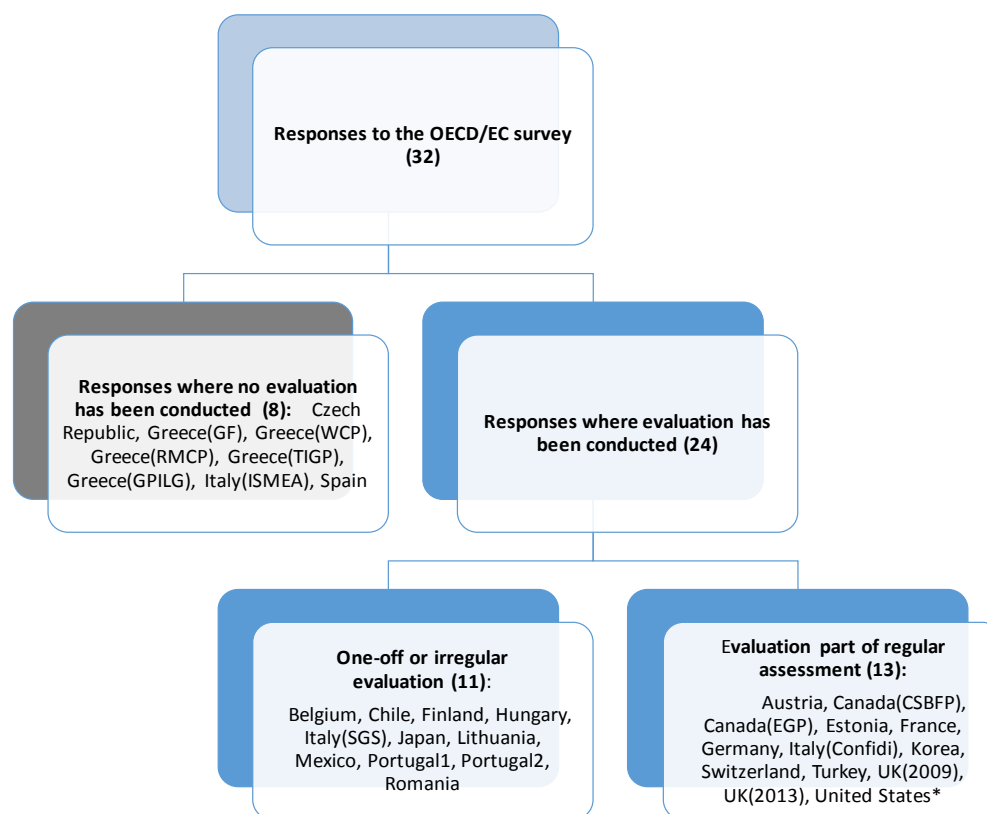 Responses to the OECD/EC survey
(32)
Responses where no evaluation
has been conducted (8): Czech
Republic, Greece(GF), Greece(WCP),
Greece(RMCP), Greece(TIGP),
Greece(GPILG), Italy(ISMEA), Spain
Responses where evaluation has
been conducted (24)
One-off or irregular
evaluation (11):
Belgium, Chile, Finland, Hungary,
Italy(SGS), Japan, Lithuania,
Mexico, Portugal1, Portugal2,
Romania
Evaluation part of regular
assessment (13):
Austria, Canada(CSBFP),
Canada(EGP), Estonia, France,
Germany, Italy(Confidi), Korea,
Switzerland, Turkey, UK(2009),
UK(2013), United States*